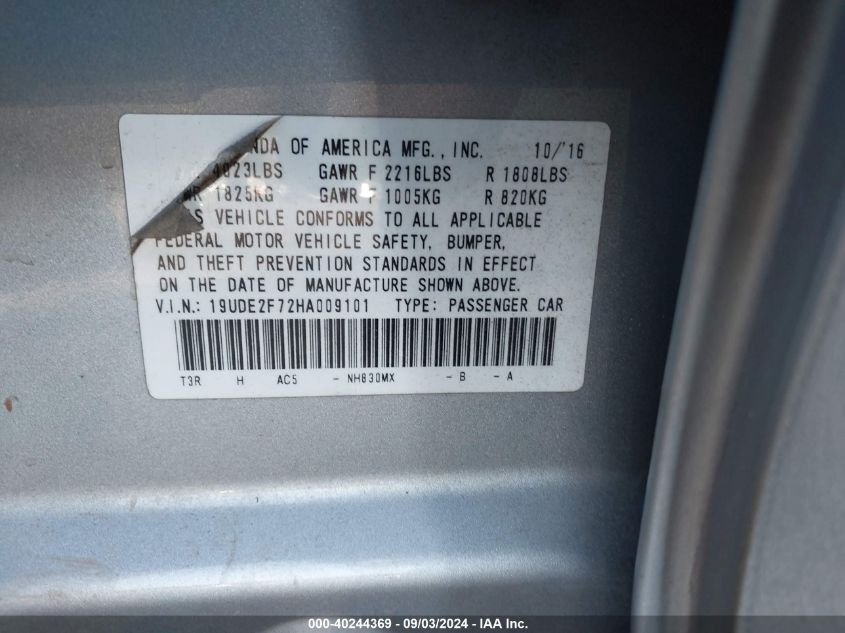 NDA OF AMERICA MFG., INC. 10/'16
4023LBS GAWR F 2216LBS R 1808LBS
1825KG GAWR F 1005KG R 820KG
VEHICLE CONFORMS TO ALL APPLICABLE
FEDERAL MOTOR VEHICLE SAFETY, BUMPER,
AND THEFT PREVENTION STANDARDS IN EFFECT
ON THE DATE OF MANUFACTURE SHOWN ABOVE.
V.I.N.: 19UDE2F72HA009101 TYPE: PASSENGER CAR
T3R H AC5 - NH830MX - B - A
000-40244369 | 09/03/2024 - IAA Inc.